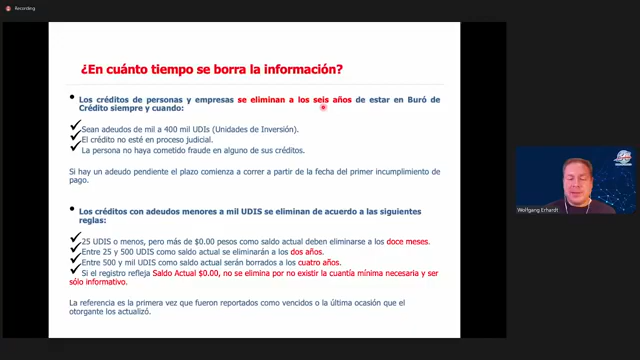 Recording
¿En cuánto tiempo se borra la información?
Los créditos de personas y empresas se eliminan a los seis años de estar en Buró de
Crédito siempre y cuando:
Sean adeudos de mil a 400 mil UDIs (Unidades de Inversión).
El crédito no esté en proceso judicial.
La persona no haya cometido fraude en alguno de sus créditos.
Si hay un adeudo pendiente el plazo comienza a correr a partir de la fecha del primer incumplimiento de
pago.
Los créditos con adeudos menores a mil UDIS se eliminan de acuerdo a las siguientes
reglas:
25 UDIS o menos, pero más de $0.00 pesos como saldo actual deben eliminarse a los doce meses.
Entre 25 y 500 UDIS como saldo actual se eliminarán a los dos años.
Entre 500 y mil UDIS como saldo actual serán borrados a los cuatro años.
Si el registro refleja Saldo Actual $0.00, no se elimina por no existir la cuantía mínima necesaria y ser
sólo informativo.
La referencia es la primera vez que fueron reportados como vencidos o la última ocasión que el
otorgante los actualizó.
Wolfgang Erhardt